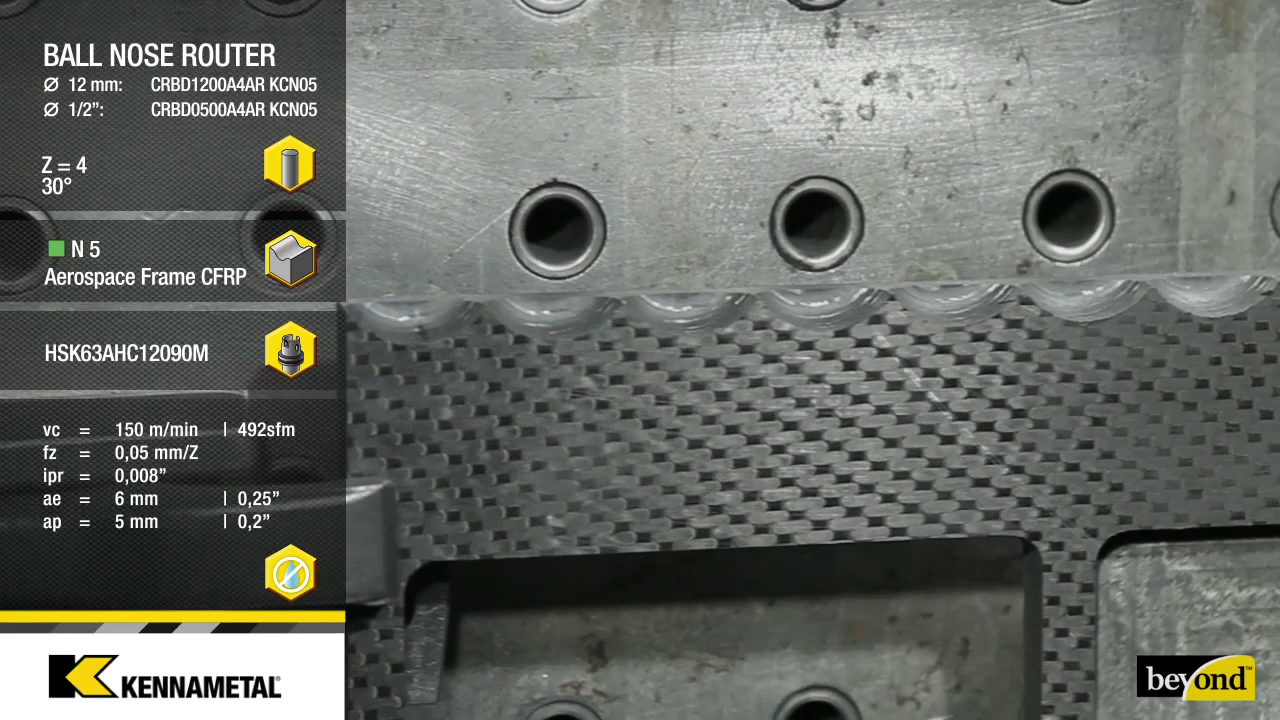 BALL NOSE ROUTER
Ø 12 mm: CRBD1200A4AR KCN05
Ø 1/2”: CRBD0500A4AR KCN05
Z = 4
30°
N 5
Aerospace Frame CFRP
HSK63AHC12090M
vc = 150 m/min | 492sfm
fz = 0,05 mm/Z
ipr = 0,008”
ae = 6 mm | 0,25”
ap = 5 mm | 0,2”
KENNAMETAL®
beyond™